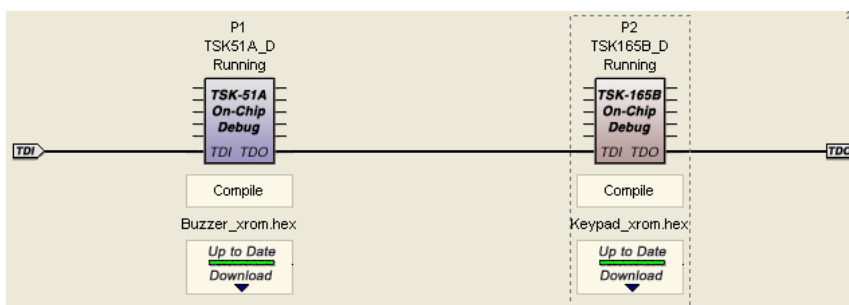 P1
TSK51A_D
Running
TSK-51A
On-Chip
Debug
TDI TDO
Compile
Buzzer_xrom.hex
Up to Date
Download
P2
TSK165B_D
Running
TSK-165B
On-Chip
Debug
TDI TDO
Compile
Keypad_xrom.hex
Up to Date
Download
TDI
TDO